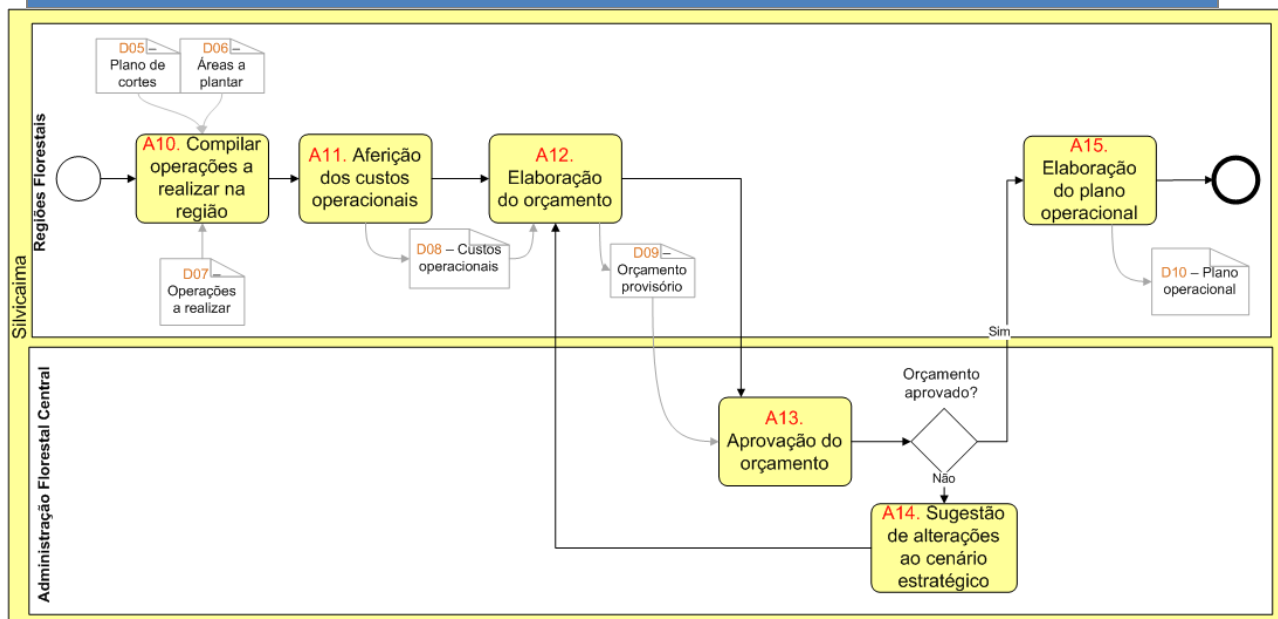 Silvicaima
Regiões Florestais
D05 –
Plano de
cortes
D06 –
Áreas a
plantar
A10. Compilar
operações a
realizar na
região
D07 –
Operações
a realizar
A11. Aferição
dos custos
operacionais
D08 – Custos
operacionais
A12.
Elaboração
do orçamento
D09 –
Orçamento
provisório
A15.
Elaboração
do plano
operacional
D10 – Plano
operacional
Sim
Administração Florestal Central
A13.
Aprovação do
orçamento
Orçamento
aprovado?
Não
A14. Sugestão
de alterações
ao cenário
estratégico